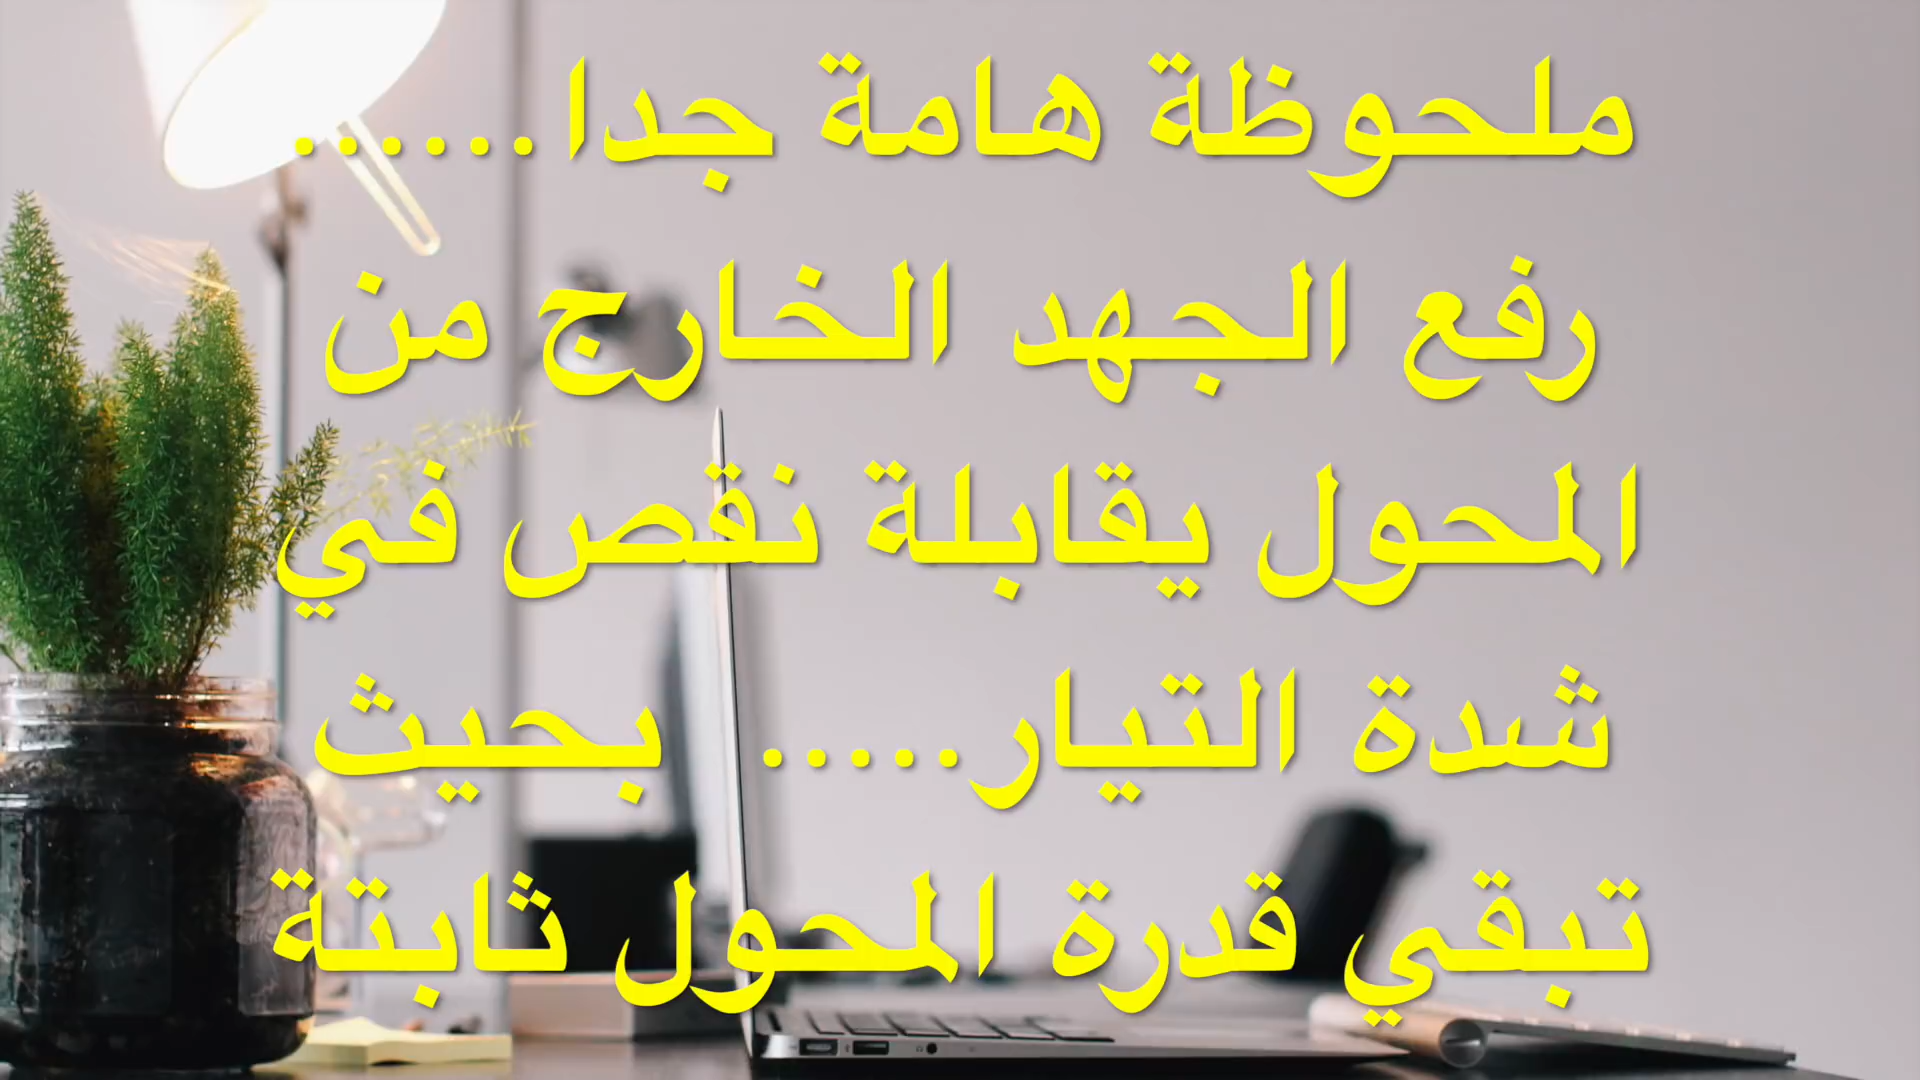 ملحوظة هامة جدا......
رفع الجهد الخارج من
المحول يقابلة نقص في
شدة التيار..... بحيث
تبقي قدرة المحول ثابتة